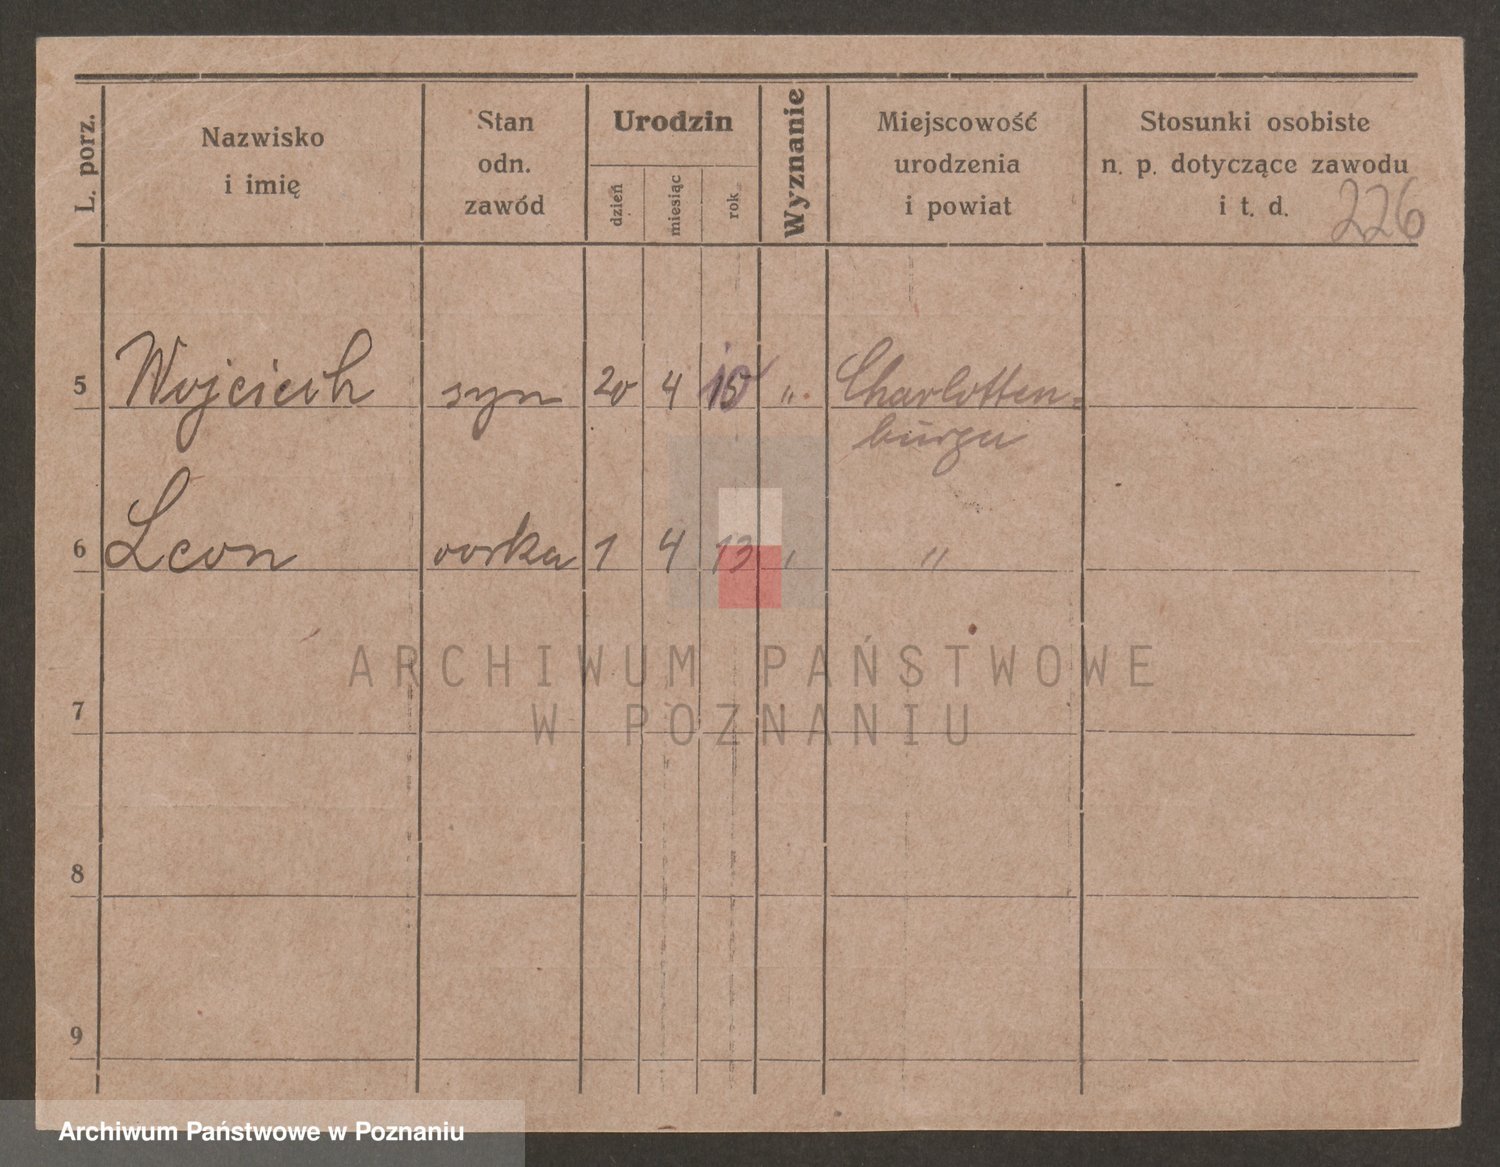 L. porz.
Nazwisko
i imię
Stan
odn.
zawód
Urodzin
dzień
miesiąc
rok
Wyznanie
Miejscowość
urodzenia
i powiat
Stosunki osobiste
n. p. dotyczące zawodu
i t. d.
226
5 Wojciech syn 20 4 „ Charlotten-
burgu
6 Leon 1 4 13 „ „
7
8
9
ARCHIWUM PAŃSTWOWE
W POZNANIU
Archiwum Państwowe w Poznaniu